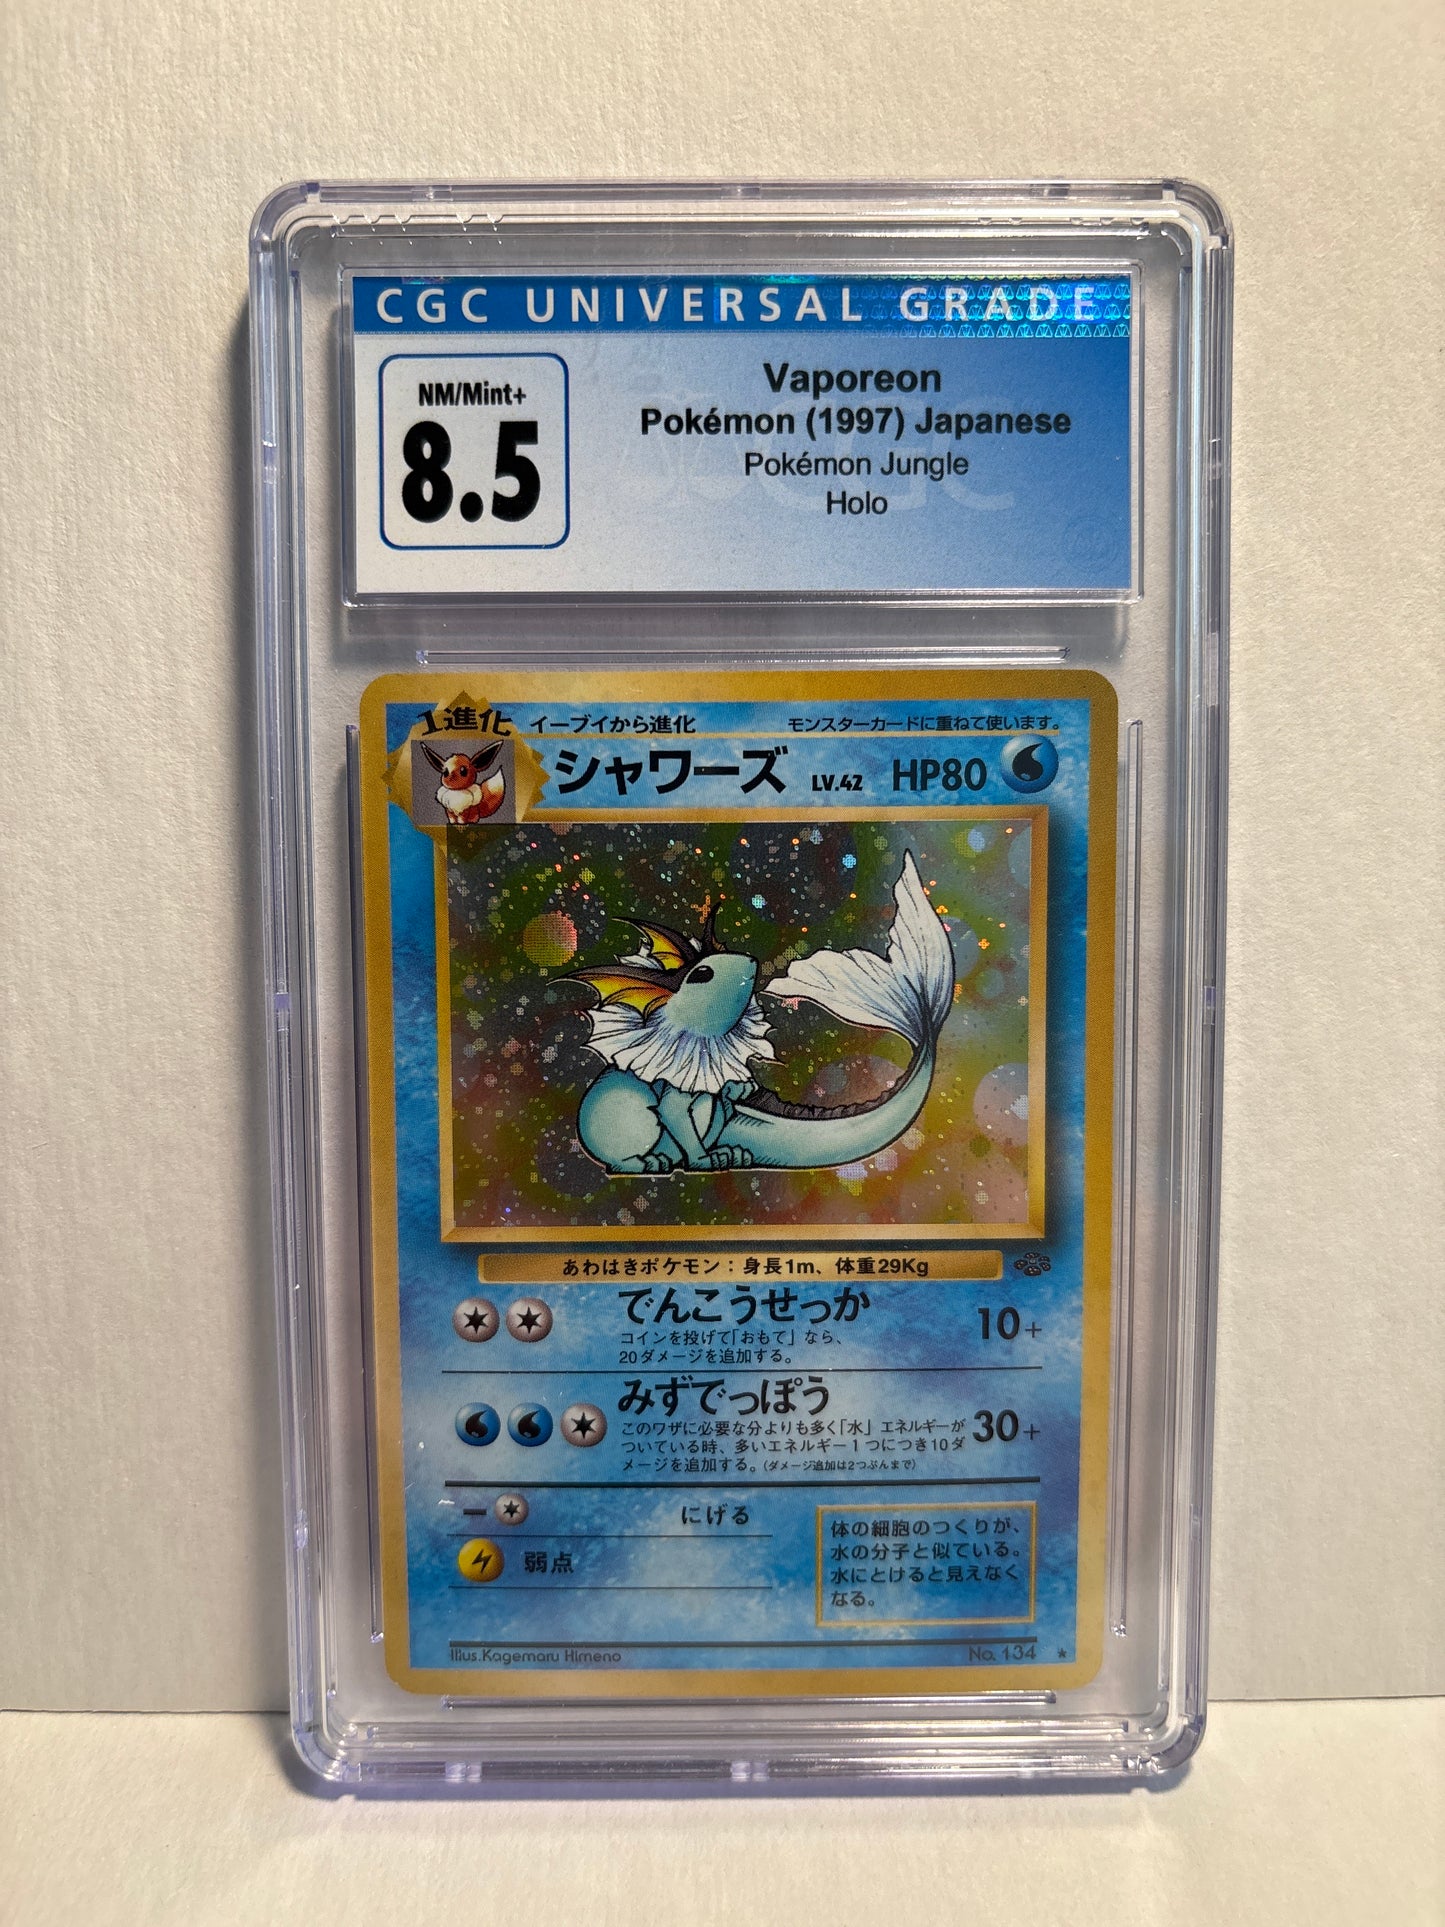 CGC UNIVERSAL GRADE
NM/Mint+
8.5
Vaporeon
Pokémon (1997) Japanese
Pokémon Jungle
Holo
1進化
イーブイから進化
モンスターカードに重ねて使います。
シャワーズ LV.42 HP80
あわはきポケモン：身長1m、体重29Kg
でんこうせっか 10+
コインを投げて「おもて」なら、
20ダメージを追加する。
みずでっぽう 30+
このワザに必要な分よりも多く「水」エネルギーが
ついている時、多いエネルギー1つにつき10ダ
メージを追加する。(ダメージ追加は2つぶんまで)
にげる
弱点
体の細胞のつくりが、
水の分子と似ている。
水にとけると見えなく
なる。
Illus.Kagemaru Himeno
No. 134 ★